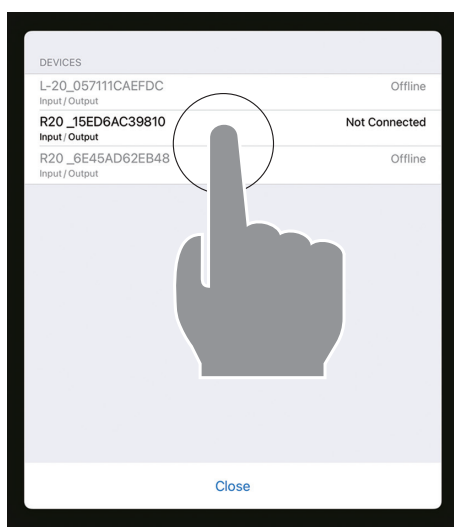 DEVICES
L-20_057111CAEFDC Offline
Input / Output
R20 _15ED6AC39810 Not Connected
Input / Output
R20 _6E45AD62EB48 Offline
Input / Output
Close